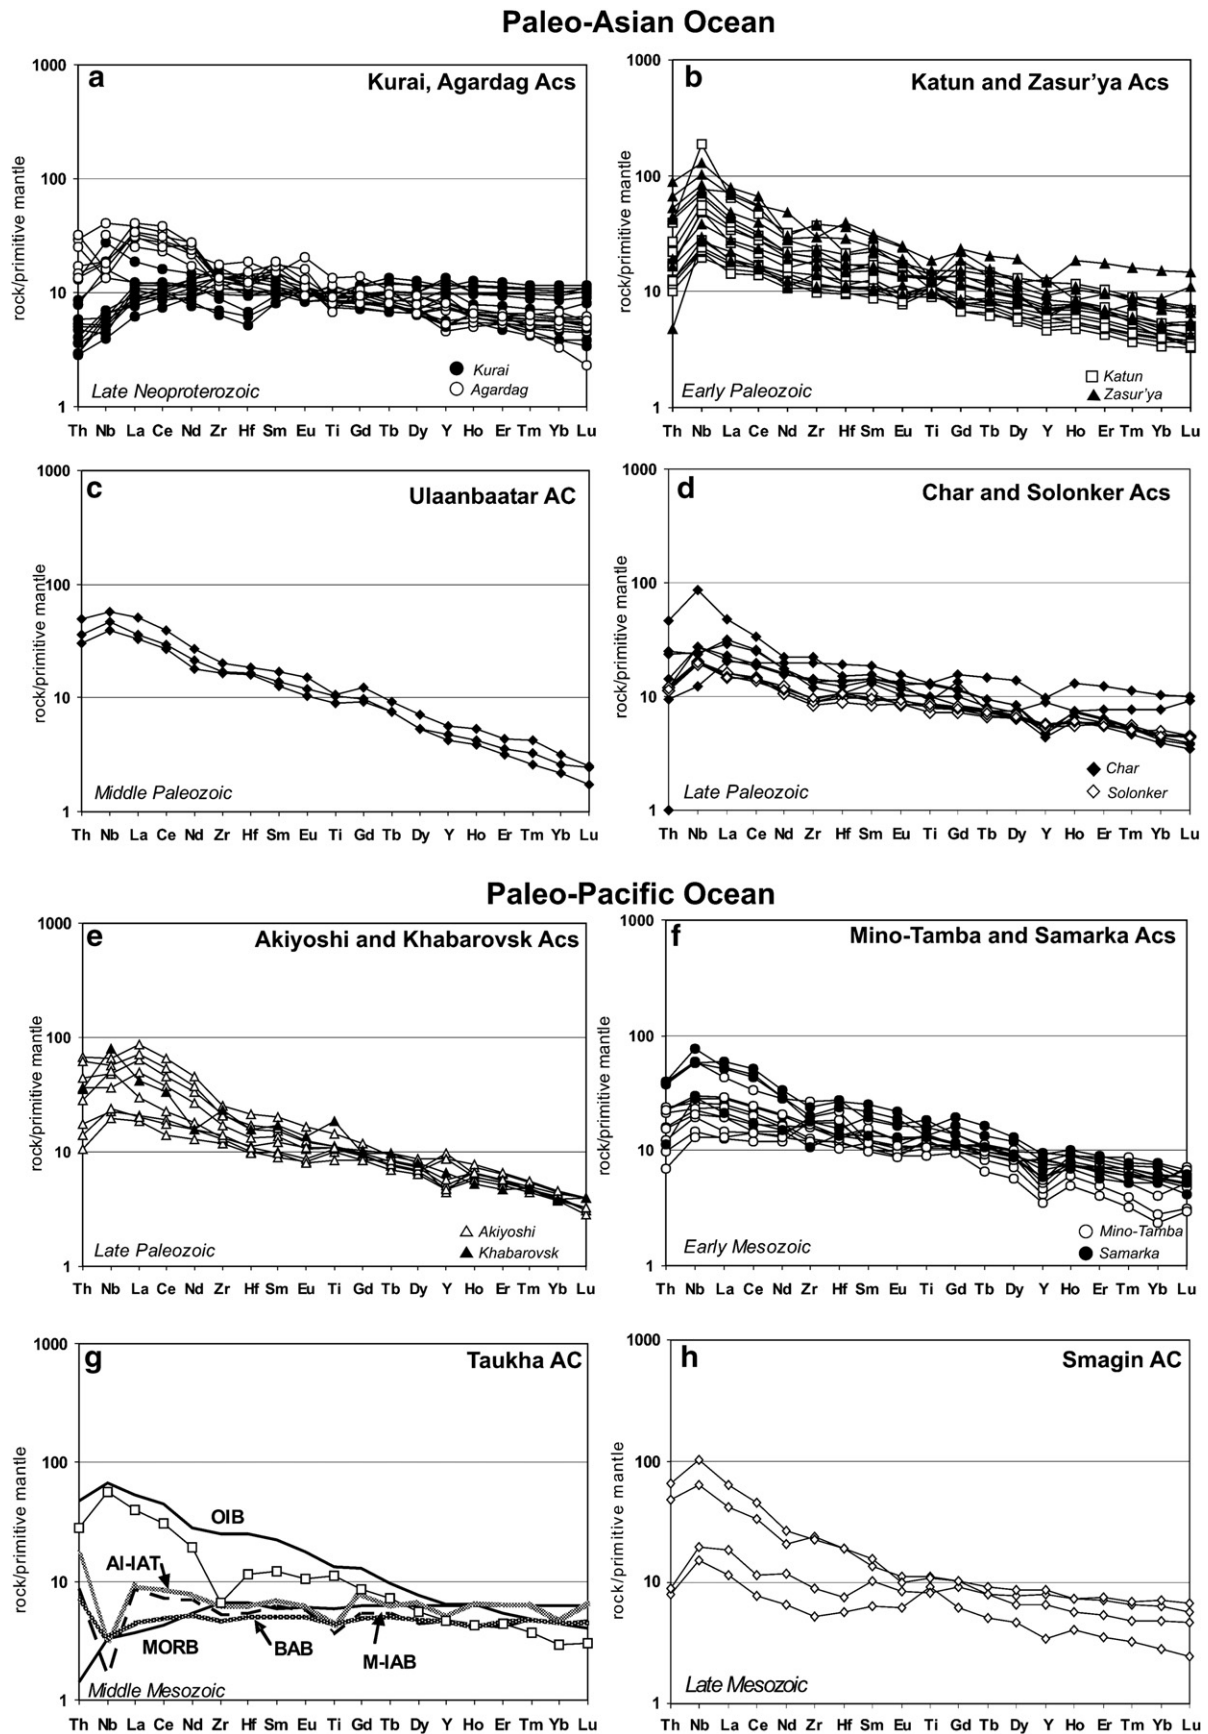 Paleo-Asian Ocean
a
Kurai, Agardag Acs
rock/primitive mantle
1000
100
10
1
Kurai
Agardag
Late Neoproterozoic
Th Nb La Ce Nd Zr Hf Sm Eu Ti Gd Tb Dy Y Ho Er Tm Yb Lu
b
Katun and Zasur'ya Acs
rock/primitive mantle
1000
100
10
1
Katun
Zasur'ya
Early Paleozoic
Th Nb La Ce Nd Zr Hf Sm Eu Ti Gd Tb Dy Y Ho Er Tm Yb Lu
c
Ulaanbaatar AC
rock/primitive mantle
1000
100
10
1
Middle Paleozoic
Th Nb La Ce Nd Zr Hf Sm Eu Ti Gd Tb Dy Y Ho Er Tm Yb Lu
d
Char and Solonker Acs
rock/primitive mantle
1000
100
10
1
Char
Solonker
Late Paleozoic
Th Nb La Ce Nd Zr Hf Sm Eu Ti Gd Tb Dy Y Ho Er Tm Yb Lu
Paleo-Pacific Ocean
e
Akiyoshi and Khabarovsk Acs
rock/primitive mantle
1000
100
10
1
Akiyoshi
Khabarovsk
Late Paleozoic
Th Nb La Ce Nd Zr Hf Sm Eu Ti Gd Tb Dy Y Ho Er Tm Yb Lu
f
Mino-Tamba and Samarka Acs
rock/primitive mantle
1000
100
10
1
Mino-Tamba
Samarka
Early Mesozoic
Th Nb La Ce Nd Zr Hf Sm Eu Ti Gd Tb Dy Y Ho Er Tm Yb Lu
g
Taukha AC
rock/primitive mantle
1000
100
10
1
OIB
Al-IAT
MORB
BAB
M-IAB
Middle Mesozoic
Th Nb La Ce Nd Zr Hf Sm Eu Ti Gd Tb Dy Y Ho Er Tm Yb Lu
h
Smagin AC
rock/primitive mantle
1000
100
10
1
Late Mesozoic
Th Nb La Ce Nd Zr Hf Sm Eu Ti Gd Tb Dy Y Ho Er Tm Yb Lu